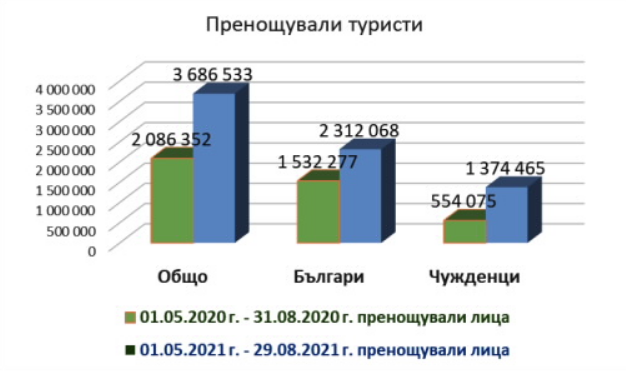 Пренощували туристи
4 000 000
3 500 000
3 000 000
2 500 000
2 000 000
1 500 000
1 000 000
500 000
0
2 086 352
3 686 533
1 532 277
2 312 068
554 075
1 374 465
Общо
Българи
Чужденци
01.05.2020 г. - 31.08.2020 г. пренощували лица
01.05.2021 г. - 29.08.2021 г. пренощували лица